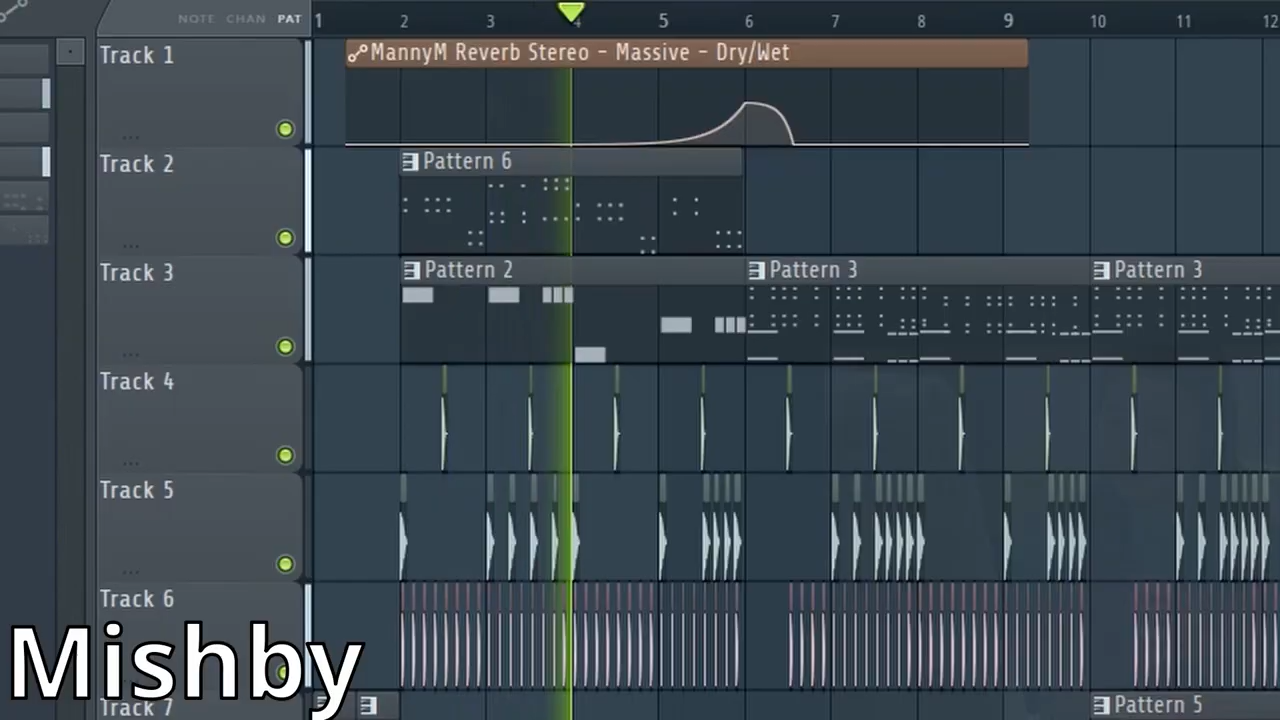 NOTE CHAN PAT
1 2 3 4 5 6 7 8 9 10 11 12
Track 1
MannyM Reverb Stereo - Massive - Dry/Wet
Track 2
Pattern 6
Track 3
Pattern 2
Pattern 3
Pattern 3
Track 4
Track 5
Track 6
Mishby
Track 7
Pattern 5